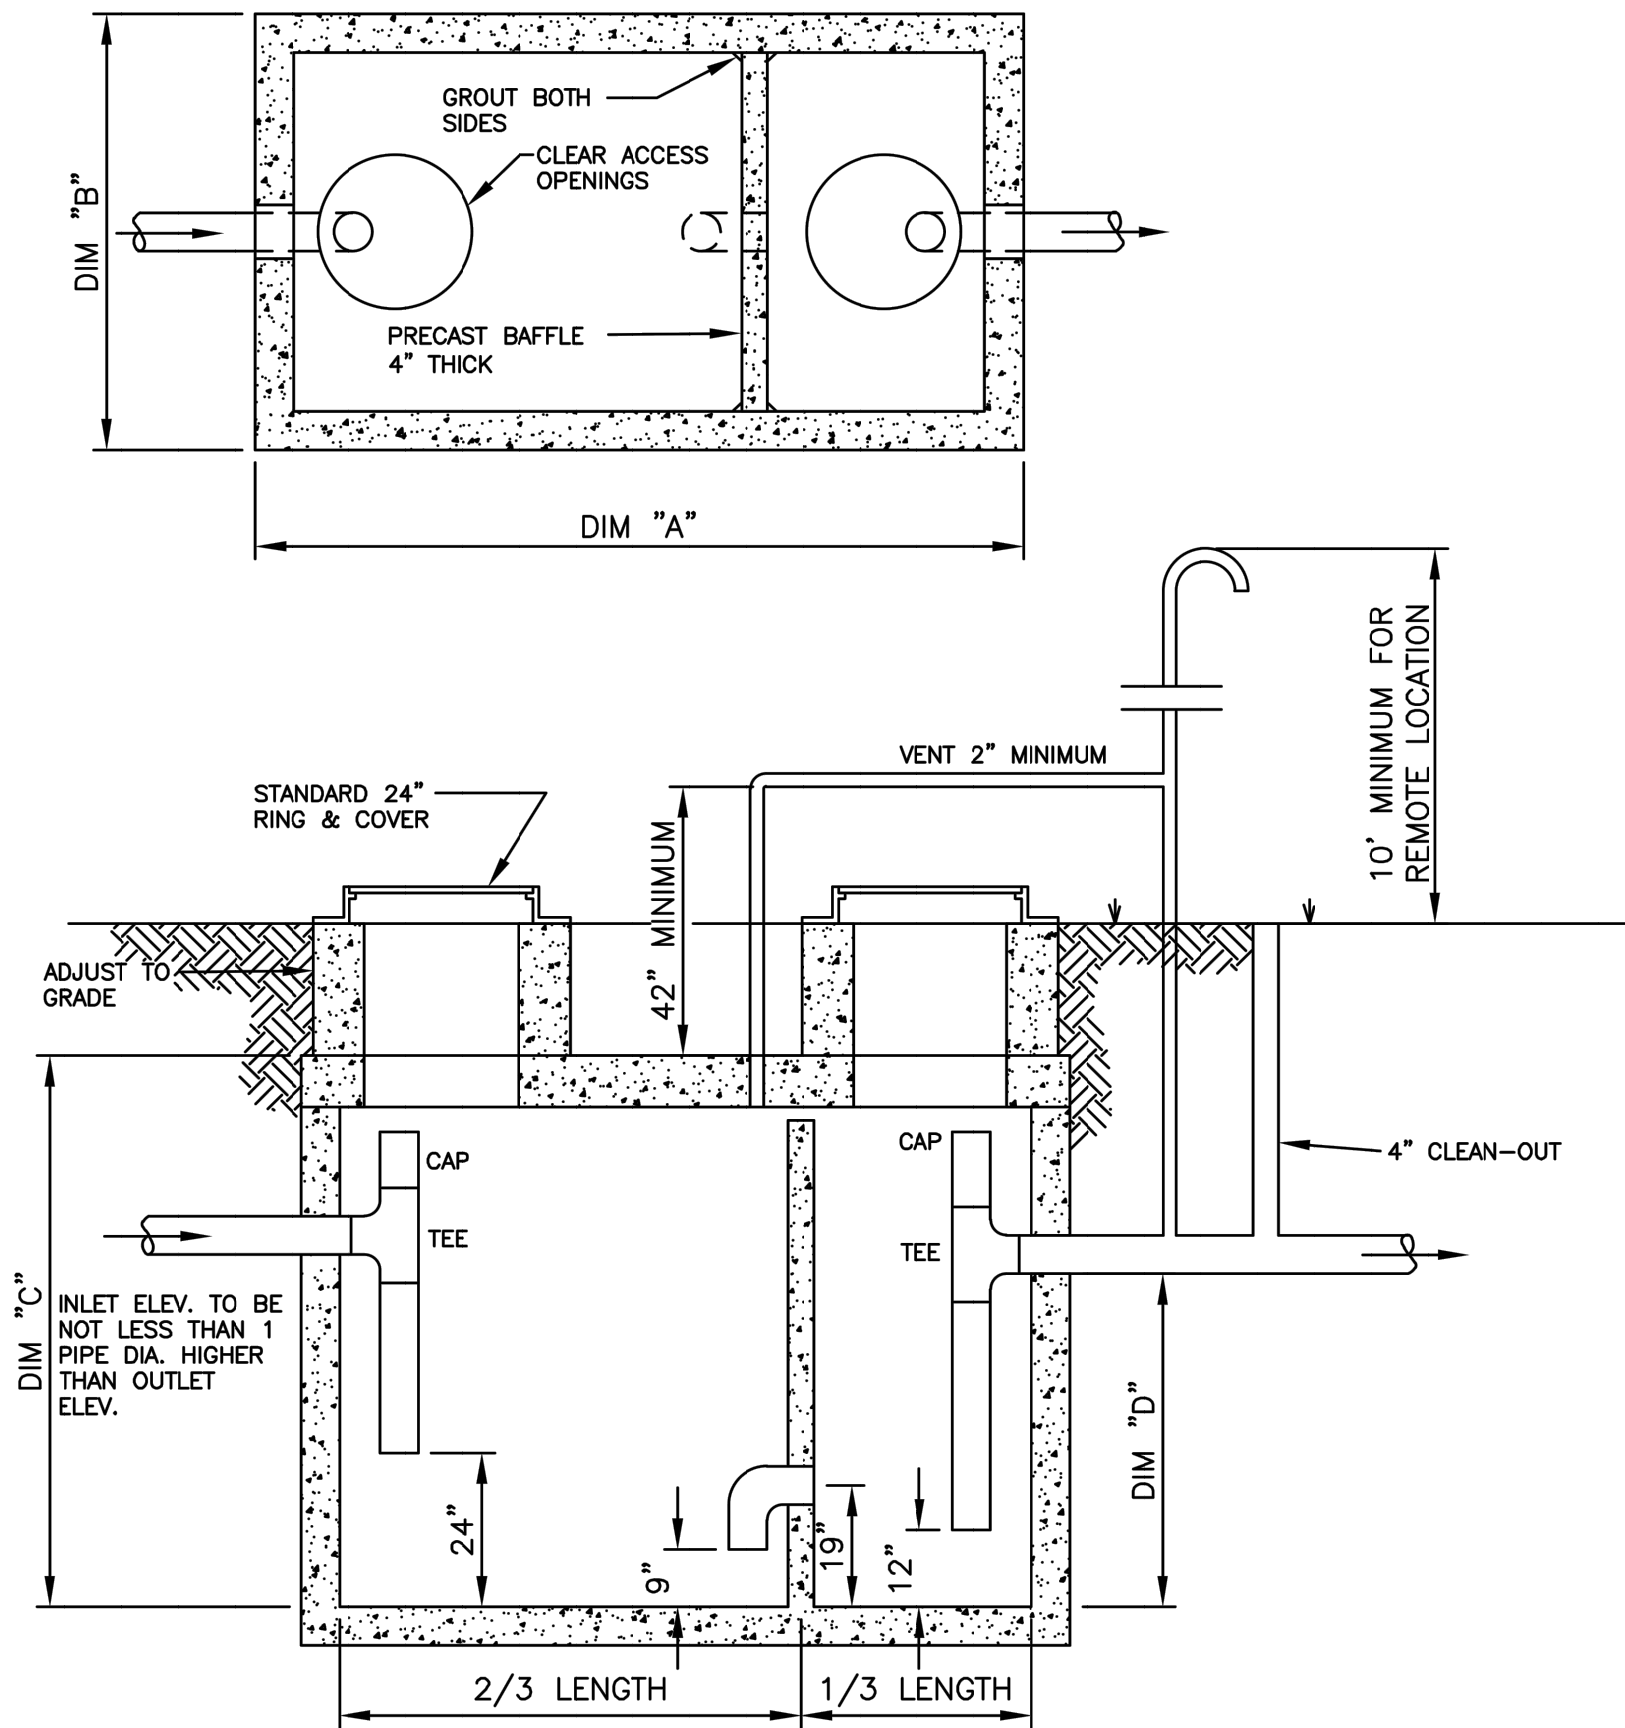 GROUT BOTH
SIDES
CLEAR ACCESS
OPENINGS
DIM "B"
PRECAST BAFFLE
4" THICK
DIM "A"
10' MINIMUM FOR
REMOTE LOCATION
VENT 2" MINIMUM
STANDARD 24"
RING & COVER
42" MINIMUM
ADJUST TO
GRADE
CAP
CAP
4" CLEAN-OUT
TEE
TEE
DIM "C"
INLET ELEV. TO BE
NOT LESS THAN 1
PIPE DIA. HIGHER
THAN OUTLET
ELEV.
DIM "D"
24"
9"
19"
12"
2/3 LENGTH
1/3 LENGTH